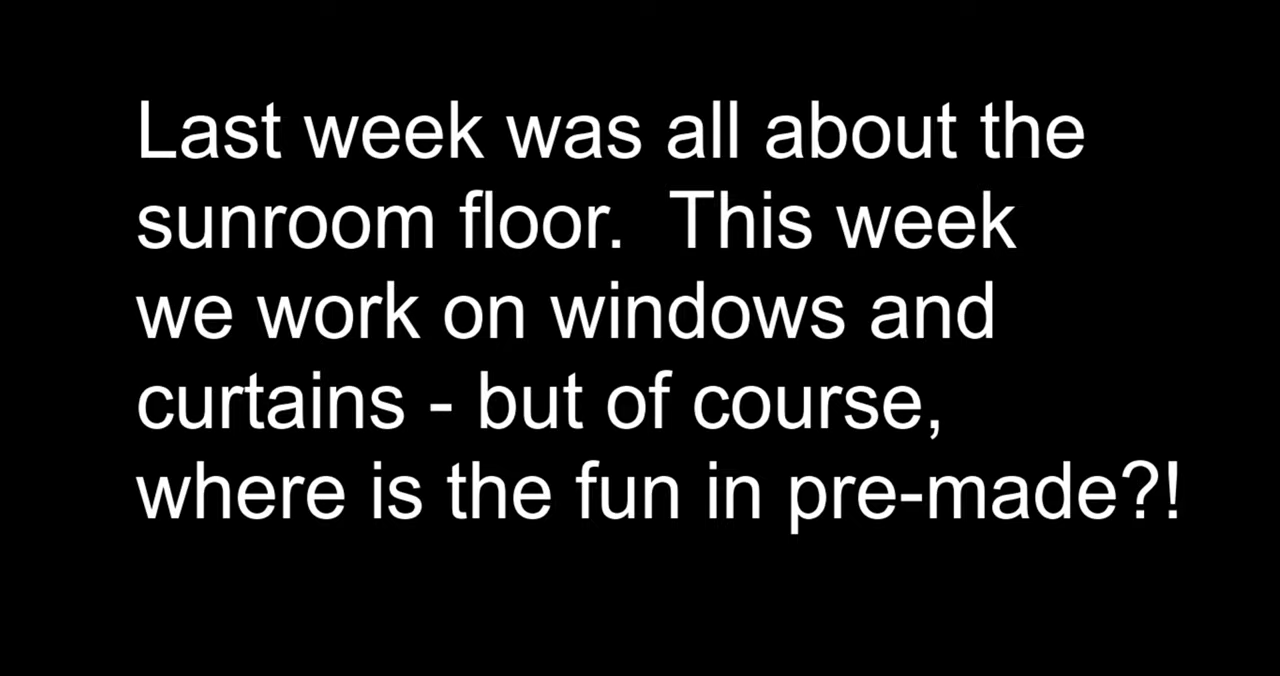 Last week was all about the
sunroom floor.  This week
we work on windows and
curtains - but of course,
where is the fun in pre-made?!